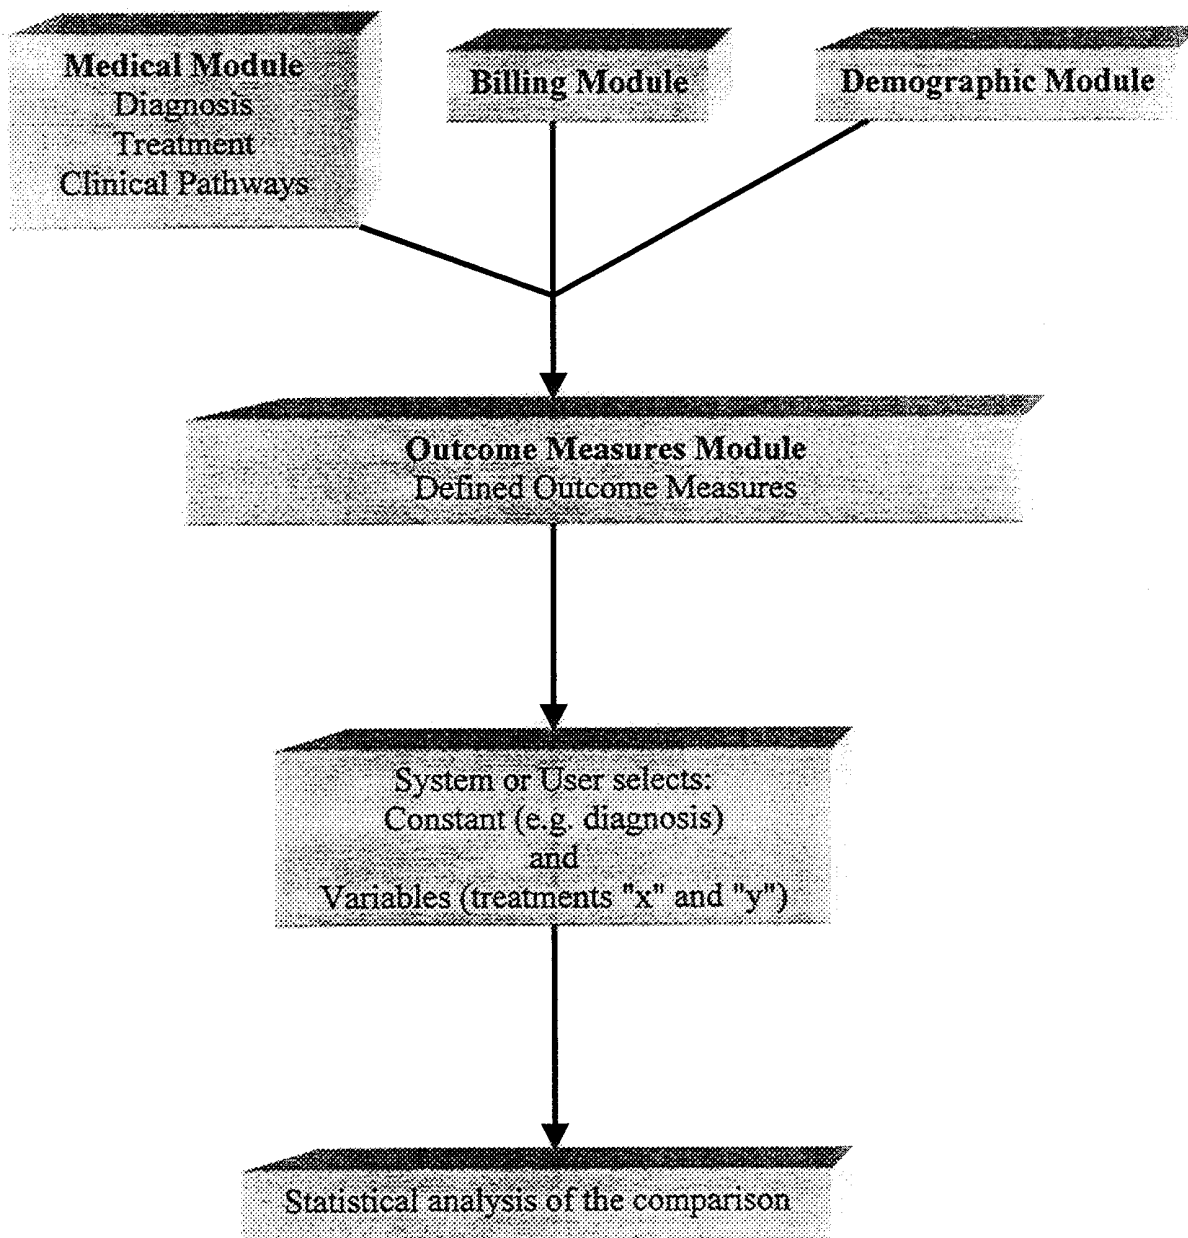 Medical Module
Diagnosis
Treatment
Clinical Pathways
Billing Module
Demographic Module
Outcome Measures Module
Defined Outcome Measures
System or User selects:
Constant (e.g. diagnosis)
and
Variables (treatments "x" and "y")
Statistical analysis of the comparison